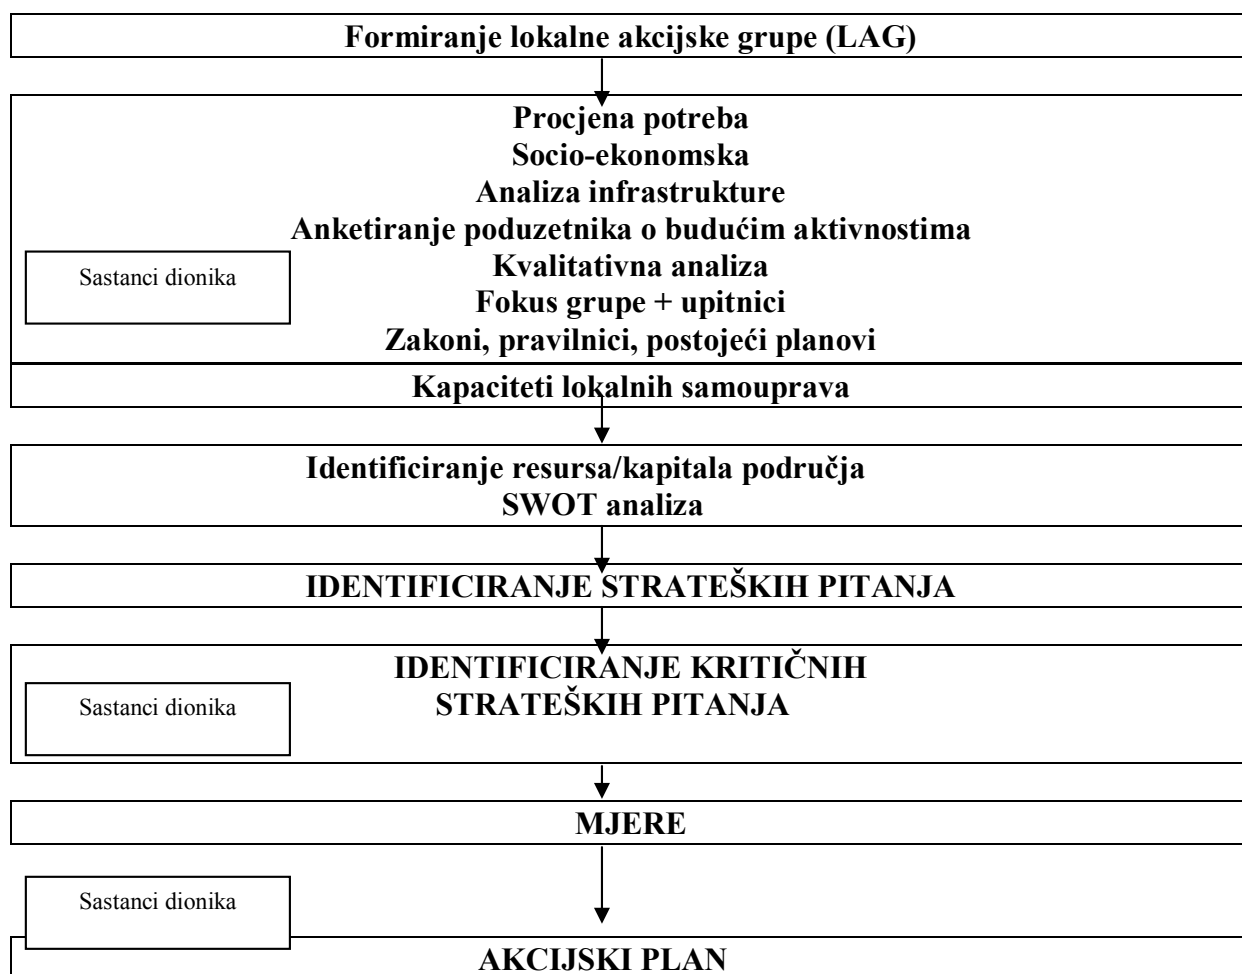 Formiranje lokalne akcijske grupe (LAG)
Procjena potreba
Socio-ekonomska
Analiza infrastrukture
Anketiranje poduzetnika o budućim aktivnostima
Sastanci dionika
Kvalitativna analiza
Fokus grupe + upitnici
Zakoni, pravilnici, postojeći planovi
Kapaciteti lokalnih samouprava
Identificiranje resursa/kapitala područja
SWOT analiza
IDENTIFICIRANJE STRATEŠKIH PITANJA
IDENTIFICIRANJE KRITIČNIH
STRATEŠKIH PITANJA
Sastanci dionika
MJERE
Sastanci dionika
AKCIJSKI PLAN